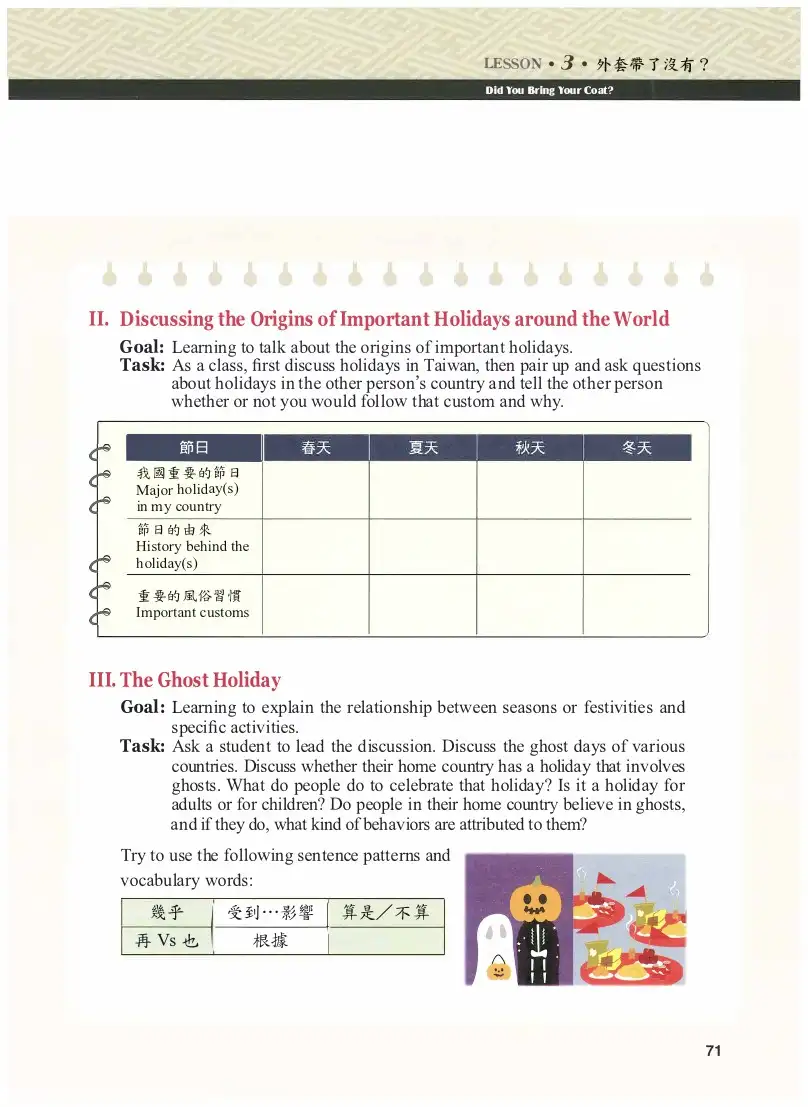 LESSON • 3 • 外套帶了沒有？
Did You Bring Your Coat?
II. Discussing the Origins of Important Holidays around the World
Goal: Learning to talk about the origins of important holidays.
Task: As a class, first discuss holidays in Taiwan, then pair up and ask questions
about holidays in the other person's country and tell the other person
whether or not you would follow that custom and why.
節日 春天 夏天 秋天 冬天
我國重要的節日
Major holiday(s)
in my country
節日的由來
History behind the
holiday(s)
重要的風俗習慣
Important customs
III. The Ghost Holiday
Goal: Learning to explain the relationship between seasons or festivities and
specific activities.
Task: Ask a student to lead the discussion. Discuss the ghost days of various
countries. Discuss whether their home country has a holiday that involves
ghosts. What do people do to celebrate that holiday? Is it a holiday for
adults or for children? Do people in their home country believe in ghosts,
and if they do, what kind of behaviors are attributed to them?
Try to use the following sentence patterns and
vocabulary words:
幾乎 受到…影響 算是／不算
再 Vs 也 根據
71